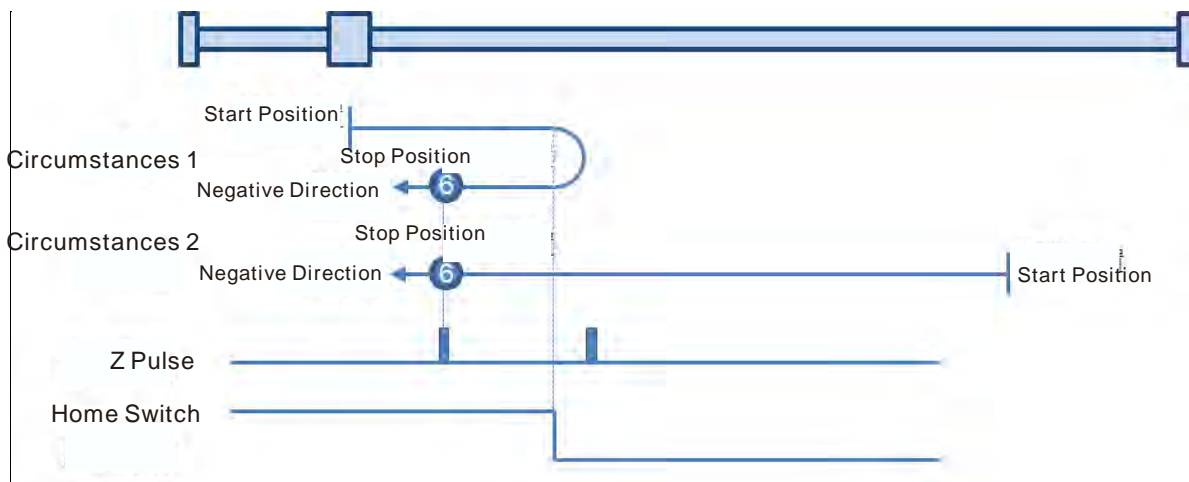 Start Position
Circumstances 1
Stop Position
Negative Direction
6
Circumstances 2
Stop Position
Negative Direction
6
Start Position
Z Pulse
Home Switch